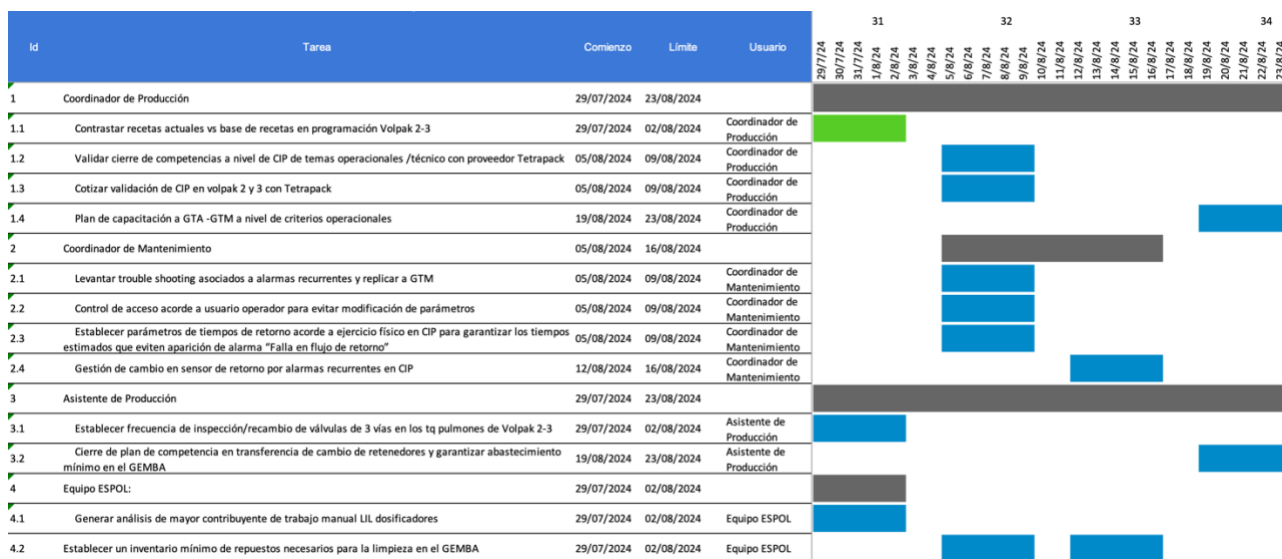 31 32 33 34
Id Tarea Comienzo Límite Usuario
29/7/24 30/7/24 31/7/24 1/8/24 2/8/24 3/8/24 4/8/24 5/8/24 6/8/24 7/8/24 8/8/24 9/8/24 10/8/24 11/8/24 12/8/24 13/8/24 14/8/24 15/8/24 16/8/24 17/8/24 18/8/24 19/8/24 20/8/24 21/8/24 22/8/24 23/8/24
1 Coordinador de Producción 29/07/2024 23/08/2024
1.1 Contrastar recetas actuales vs base de recetas en programación Volpak 2-3 29/07/2024 02/08/2024 Coordinador de
Producción
1.2 Validar cierre de competencias a nivel de CIP de temas operacionales /técnico con proveedor Tetrapack 05/08/2024 09/08/2024 Coordinador de
Producción
1.3 Cotizar validación de CIP en volpak 2 y 3 con Tetrapack 05/08/2024 09/08/2024 Coordinador de
Producción
1.4 Plan de capacitación a GTA -GTM a nivel de criterios operacionales 19/08/2024 23/08/2024 Coordinador de
Producción
2 Coordinador de Mantenimiento 05/08/2024 16/08/2024
2.1 Levantar trouble shooting asociados a alarmas recurrentes y replicar a GTM 05/08/2024 09/08/2024 Coordinador de
Mantenimiento
2.2 Control de acceso acorde a usuario operador para evitar modificación de parámetros 05/08/2024 09/08/2024 Coordinador de
Mantenimiento
2.3 Establecer parámetros de tiempos de retorno acorde a ejercicio físico en CIP para garantizar los tiempos 05/08/2024 09/08/2024 Coordinador de
estimados que eviten aparición de alarma "Falla en flujo de retorno" Mantenimiento
2.4 Gestión de cambio en sensor de retorno por alarmas recurrentes en CIP 12/08/2024 16/08/2024 Coordinador de
Mantenimiento
3 Asistente de Producción 29/07/2024 23/08/2024
3.1 Establecer frecuencia de inspección/recambio de válvulas de 3 vías en los tq pulmones de Volpak 2-3 29/07/2024 02/08/2024 Asistente de
Producción
3.2 Cierre de plan de competencia en transferencia de cambio de retenedores y garantizar abastecimiento 19/08/2024 23/08/2024 Asistente de
mínimo en el GEMBA Producción
4 Equipo ESPOL: 29/07/2024 02/08/2024
4.1 Generar análisis de mayor contribuyente de trabajo manual LIL dosificadores 29/07/2024 02/08/2024 Equipo ESPOL
4.2 Establecer un inventario mínimo de repuestos necesarios para la limpieza en el GEMBA 29/07/2024 02/08/2024 Equipo ESPOL